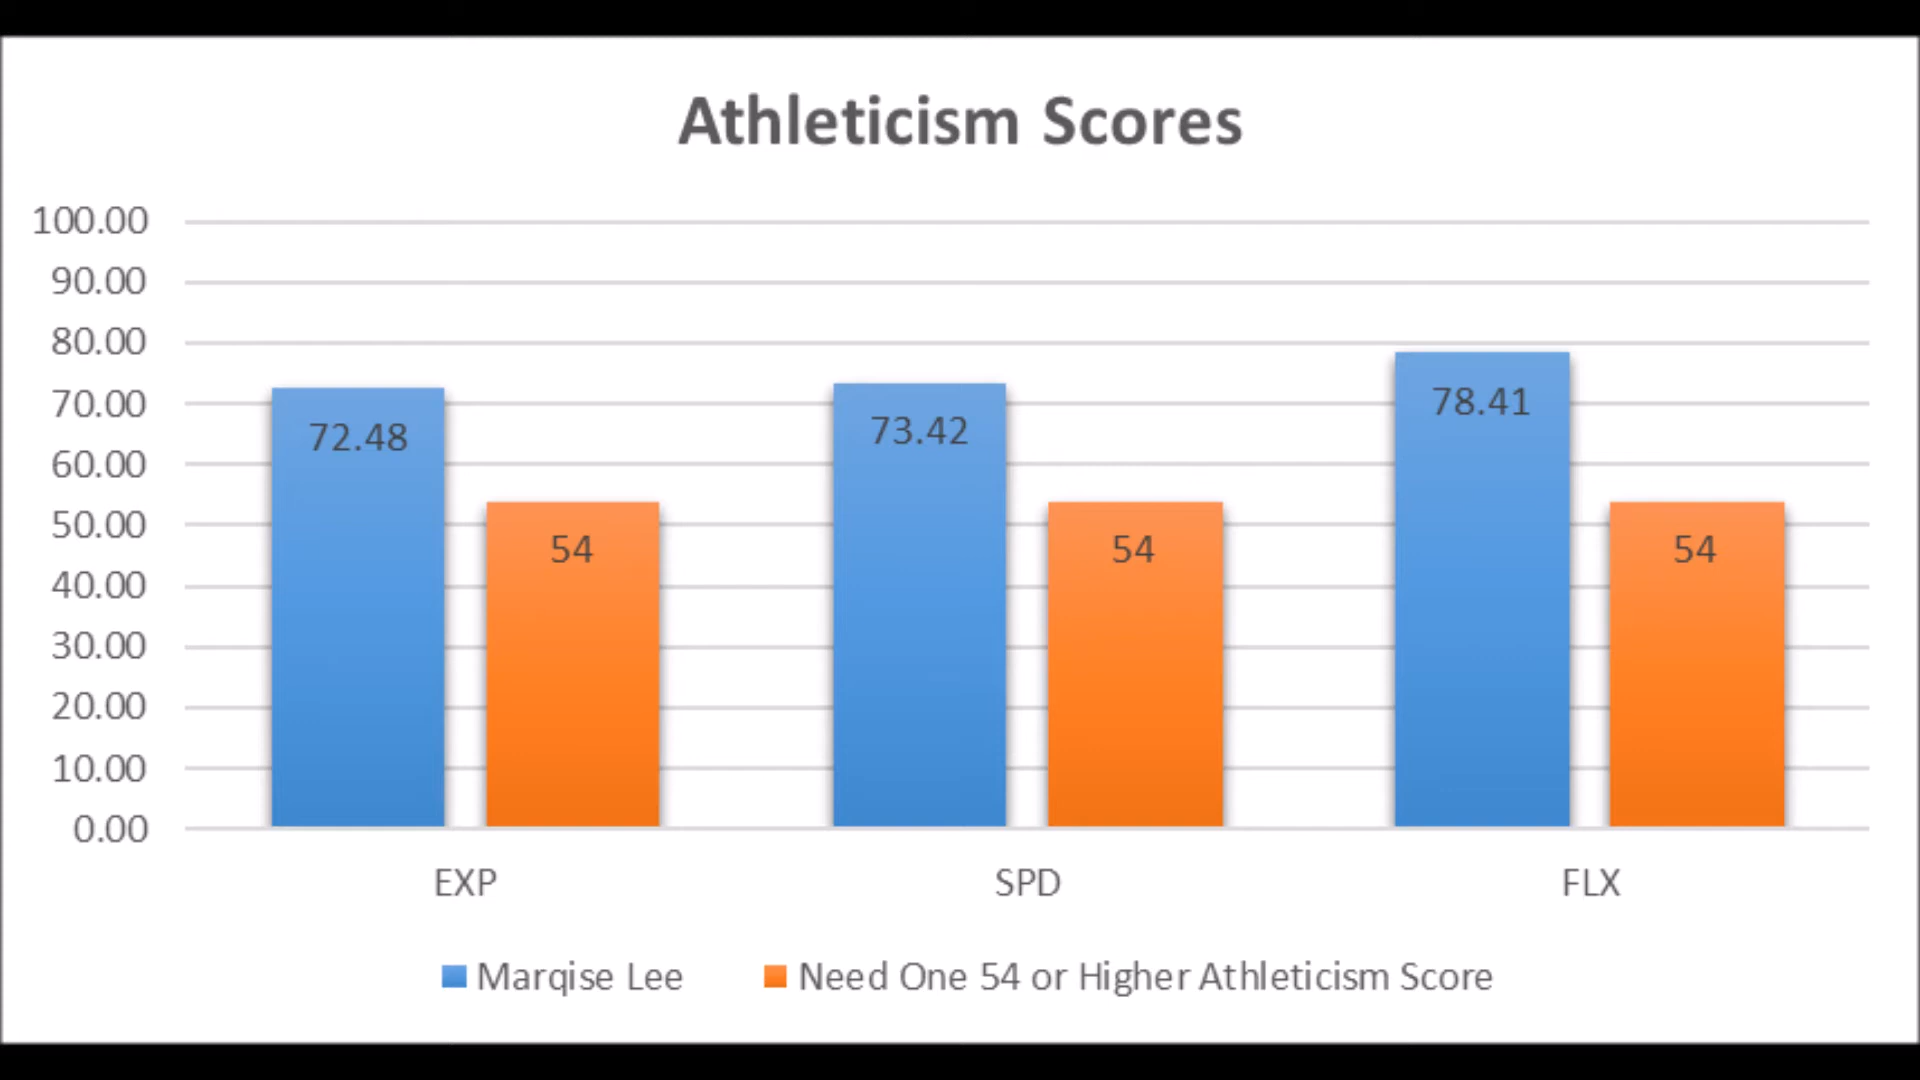 Athleticism Scores
100.00
90.00
80.00
70.00
60.00
50.00
40.00
30.00
20.00
10.00
0.00
72.48
54
73.42
54
78.41
54
EXP
SPD
FLX
Marqise Lee
Need One 54 or Higher Athleticism Score